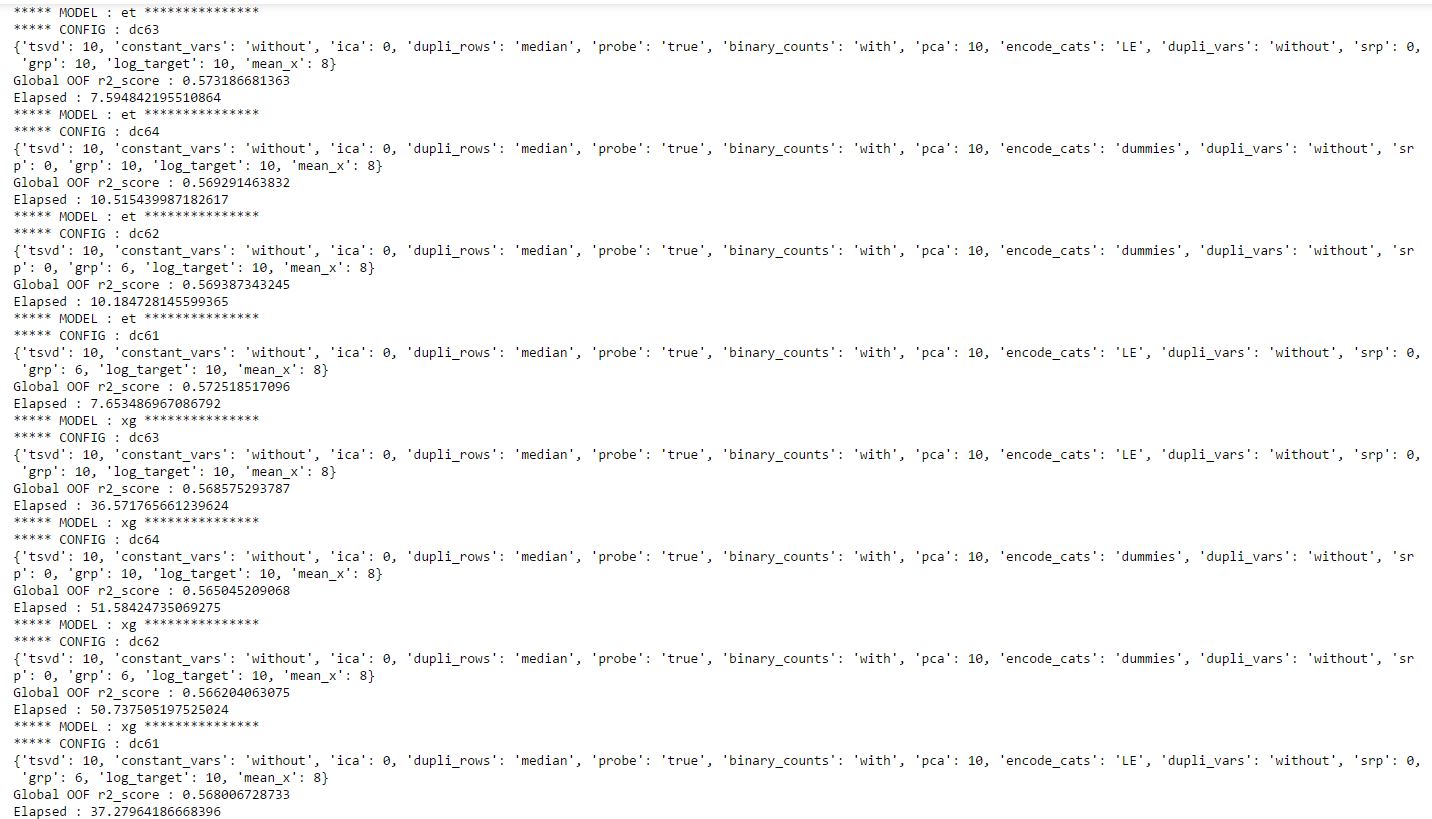 ***** MODEL : et ***************
***** CONFIG : dc63
{'tsvd': 10, 'constant_vars': 'without', 'ica': 0, 'dupli_rows': 'median', 'probe': 'true', 'binary_counts': 'with', 'pca': 10, 'encode_cats': 'LE', 'dupli_vars': 'without', 'srp': 0,
'grp': 10, 'log_target': 10, 'mean_x': 8}
Global OOF r2_score : 0.573186681363
Elapsed : 7.594842195510864
***** MODEL : et ***************
***** CONFIG : dc64
{'tsvd': 10, 'constant_vars': 'without', 'ica': 0, 'dupli_rows': 'median', 'probe': 'true', 'binary_counts': 'with', 'pca': 10, 'encode_cats': 'dummies', 'dupli_vars': 'without', 'sr
p': 0, 'grp': 10, 'log_target': 10, 'mean_x': 8}
Global OOF r2_score : 0.569291463832
Elapsed : 10.515439987182617
***** MODEL : et ***************
***** CONFIG : dc62
{'tsvd': 10, 'constant_vars': 'without', 'ica': 0, 'dupli_rows': 'median', 'probe': 'true', 'binary_counts': 'with', 'pca': 10, 'encode_cats': 'dummies', 'dupli_vars': 'without', 'sr
p': 0, 'grp': 6, 'log_target': 10, 'mean_x': 8}
Global OOF r2_score : 0.569387343245
Elapsed : 10.184728145599365
***** MODEL : et ***************
***** CONFIG : dc61
{'tsvd': 10, 'constant_vars': 'without', 'ica': 0, 'dupli_rows': 'median', 'probe': 'true', 'binary_counts': 'with', 'pca': 10, 'encode_cats': 'LE', 'dupli_vars': 'without', 'srp': 0,
'grp': 6, 'log_target': 10, 'mean_x': 8}
Global OOF r2_score : 0.572518517096
Elapsed : 7.653486967086792
***** MODEL : xg ***************
***** CONFIG : dc63
{'tsvd': 10, 'constant_vars': 'without', 'ica': 0, 'dupli_rows': 'median', 'probe': 'true', 'binary_counts': 'with', 'pca': 10, 'encode_cats': 'LE', 'dupli_vars': 'without', 'srp': 0,
'grp': 10, 'log_target': 10, 'mean_x': 8}
Global OOF r2_score : 0.568575293787
Elapsed : 36.571765661239624
***** MODEL : xg ***************
***** CONFIG : dc64
{'tsvd': 10, 'constant_vars': 'without', 'ica': 0, 'dupli_rows': 'median', 'probe': 'true', 'binary_counts': 'with', 'pca': 10, 'encode_cats': 'dummies', 'dupli_vars': 'without', 'sr
p': 0, 'grp': 10, 'log_target': 10, 'mean_x': 8}
Global OOF r2_score : 0.565045209068
Elapsed : 51.58424735069275
***** MODEL : xg ***************
***** CONFIG : dc62
{'tsvd': 10, 'constant_vars': 'without', 'ica': 0, 'dupli_rows': 'median', 'probe': 'true', 'binary_counts': 'with', 'pca': 10, 'encode_cats': 'dummies', 'dupli_vars': 'without', 'sr
p': 0, 'grp': 6, 'log_target': 10, 'mean_x': 8}
Global OOF r2_score : 0.566204063075
Elapsed : 50.737505197525024
***** MODEL : xg ***************
***** CONFIG : dc61
{'tsvd': 10, 'constant_vars': 'without', 'ica': 0, 'dupli_rows': 'median', 'probe': 'true', 'binary_counts': 'with', 'pca': 10, 'encode_cats': 'LE', 'dupli_vars': 'without', 'srp': 0,
'grp': 6, 'log_target': 10, 'mean_x': 8}
Global OOF r2_score : 0.568006728733
Elapsed : 37.27964186668396